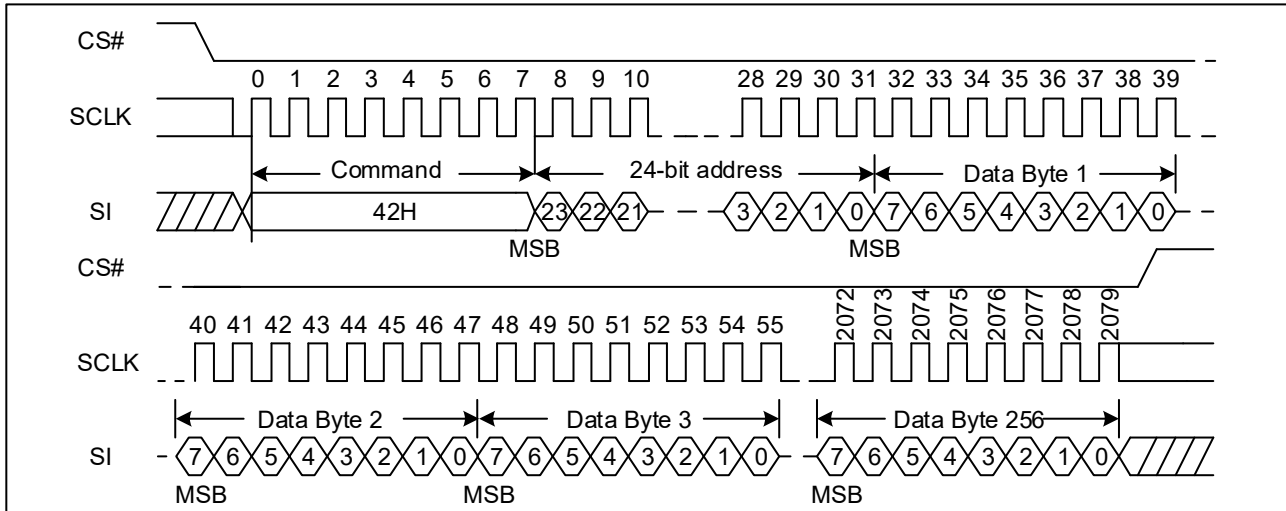 CS#
0 1 2 3 4 5 6 7 8 9 10 28 29 30 31 32 33 34 35 36 37 38 39
SCLK
Command 24-bit address Data Byte 1
SI 42H 23 22 21 3 2 1 0 7 6 5 4 3 2 1 0
MSB MSB
CS#
40 41 42 43 44 45 46 47 48 49 50 51 52 53 54 55 2072 2073 2074 2075 2076 2077 2078 2079
SCLK
Data Byte 2 Data Byte 3 Data Byte 256
SI 7 6 5 4 3 2 1 0 7 6 5 4 3 2 1 0 7 6 5 4 3 2 1 0
MSB MSB MSB